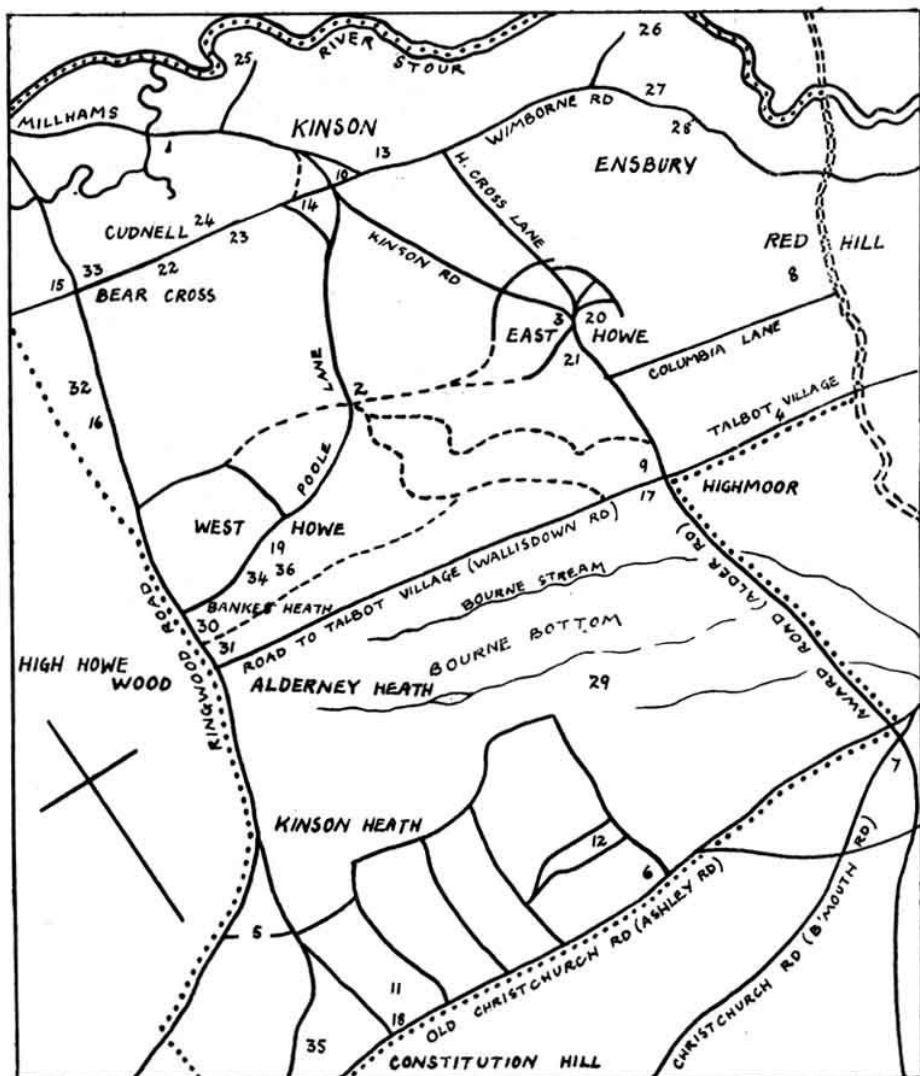 26
25
RIVER
STOUR
27
MILLHAMS
KINSON
WIMBORNE RD
28
1
13
H. CROSS LANE
ENSBURY
10
14
24
CUDNELL
23
KINSON RD
RED HILL
33
22
8
15
BEAR CROSS
3
20
EAST HOWE
21
COLUMBIA LANE
32
2
16
POOLE LANE
TALBOT VILLAGE
4
9
17
HIGHMOOR
WEST HOWE
19
34
36
ROAD TO TALBOT VILLAGE (WALLISDOWN RD)
BOURNE STREAM
BANKES HEATH
30
31
RINGWOOD ROAD
AWARD ROAD (ALDER RD)
BOURNE BOTTOM
HIGH HOWE
WOOD
ALDERNEY HEATH
29
7
KINSON HEATH
12
6
5
11
18
OLD CHRISTCHURCH RD (ASHLEY RD)
CHRISTCHURCH RD (B'MOUTH RD)
35
CONSTITUTION HILL